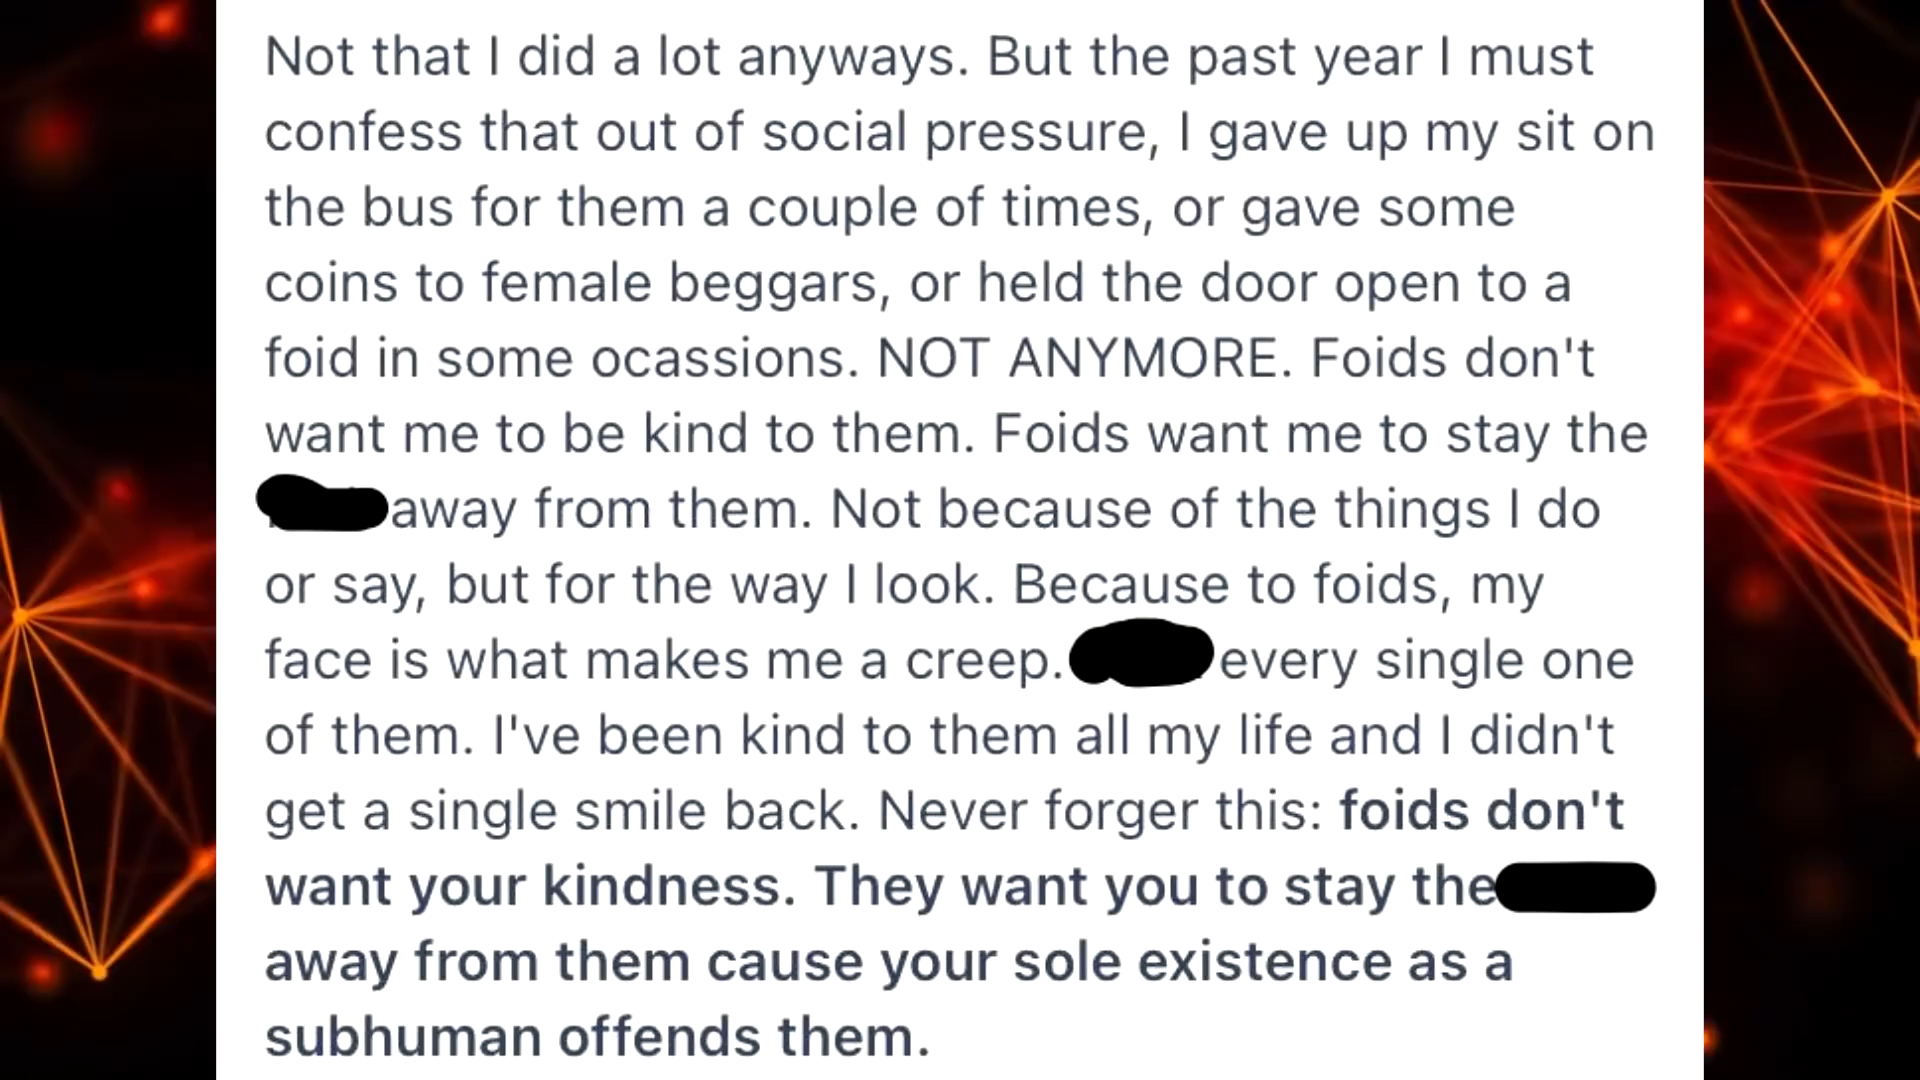 Not that I did a lot anyways. But the past year I must
confess that out of social pressure, I gave up my sit on
the bus for them a couple of times, or gave some
coins to female beggars, or held the door open to a
foid in some ocassions. NOT ANYMORE. Foids don't
want me to be kind to them. Foids want me to stay the
away from them. Not because of the things I do
or say, but for the way I look. Because to foids, my
face is what makes me a creep. every single one
of them. I've been kind to them all my life and I didn't
get a single smile back. Never forger this: foids don't
want your kindness. They want you to stay the
away from them cause your sole existence as a
subhuman offends them.